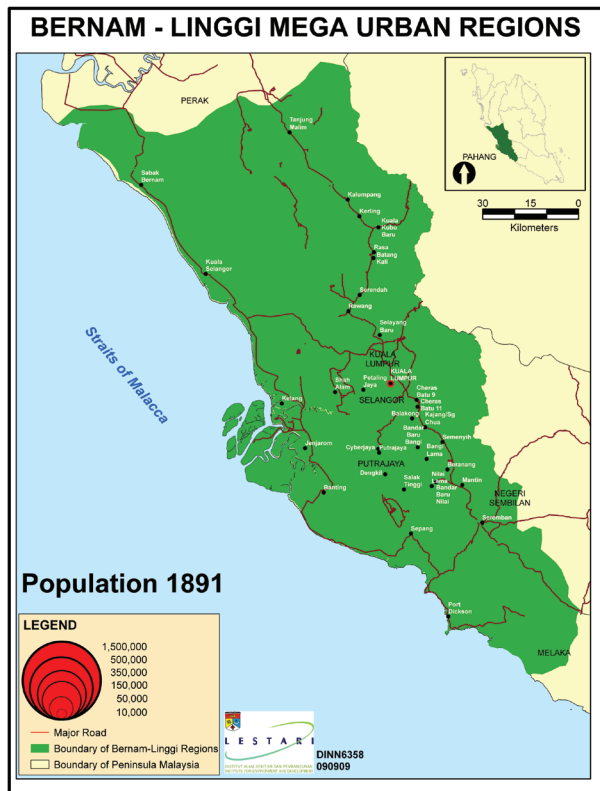 BERNAM - LINGGI MEGA URBAN REGIONS
PERAK
PAHANG
30 15 0
Kilometers
Tanjung
Malim
Sabak
Bernam
Kalumpang
Kerling
Kuala
Kubu
Baru
Rasa
Batang
Kali
Kuala
Selangor
Serendah
Rawang
Selayang
Baru
Straits of Malacca
KUALA
LUMPUR
KUALA
LUMPUR
Shah
Alam
Petaling
Jaya
SELANGOR
Cheras
Batu 9
Cheras
Batu 11
Kelang
Balakong
Kajang/Sg
Chua
Bandar
Baru
Bangi
Semenyih
Jenjarom
Cyberjaya
Putrajaya
Bangi
Lama
PUTRAJAYA
Beranang
Dengkil
Salak
Tinggi
Nilai
Lama
Bandar
Baru
Nilai
Mantin
Banting
NEGERI
SEMBILAN
Seremban
Sepang
Port
Dickson
MELAKA
Population 1891
LEGEND
1,500,000
500,000
350,000
150,000
50,000
10,000
Major Road
Boundary of Bernam-Linggi Regions
Boundary of Peninsula Malaysia
LESTARI
DINN6358
090909